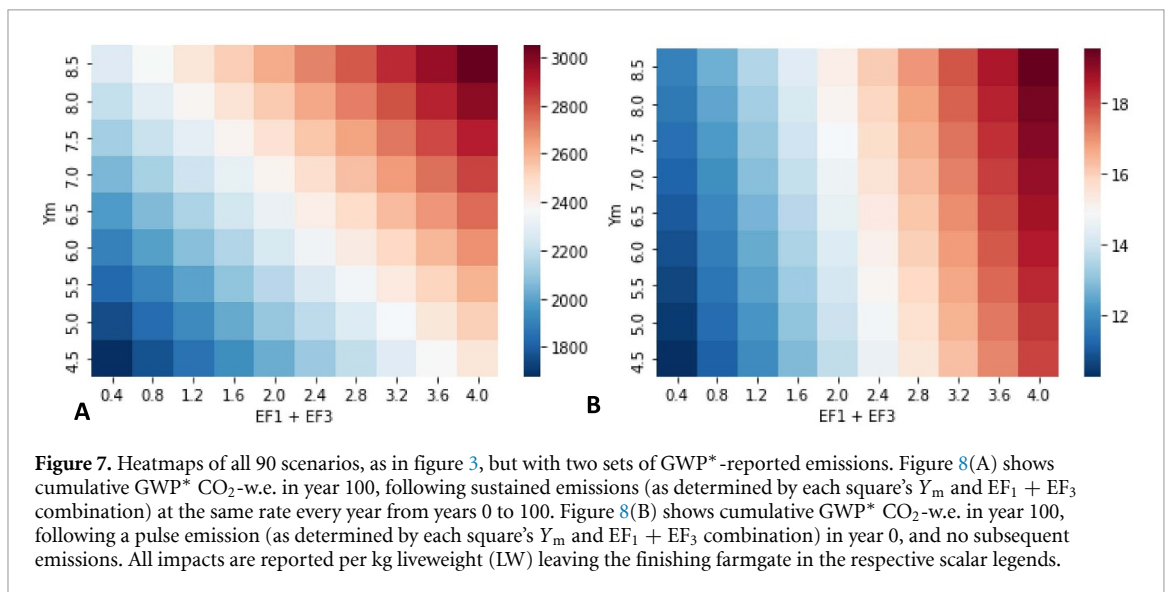 8.5
8.0
7.5
7.0
6.5
6.0
5.5
5.0
4.5
Ym
0.4 0.8 1.2 1.6 2.0 2.4 2.8 3.2 3.6 4.0
EF1 + EF3
A
3000
2800
2600
2400
2200
2000
1800
8.5
8.0
7.5
7.0
6.5
6.0
5.5
5.0
4.5
Ym
0.4 0.8 1.2 1.6 2.0 2.4 2.8 3.2 3.6 4.0
EF1 + EF3
B
18
16
14
12
Figure 7. Heatmaps of all 90 scenarios, as in figure 3, but with two sets of GWP*-reported emissions. Figure 8(A) shows
cumulative GWP* CO₂-w.e. in year 100, following sustained emissions (as determined by each square's Yₘ and EF₁ + EF₃
combination) at the same rate every year from years 0 to 100. Figure 8(B) shows cumulative GWP* CO₂-w.e. in year 100,
following a pulse emission (as determined by each square's Yₘ and EF₁ + EF₃ combination) in year 0, and no subsequent
emissions. All impacts are reported per kg liveweight (LW) leaving the finishing farmgate in the respective scalar legends.